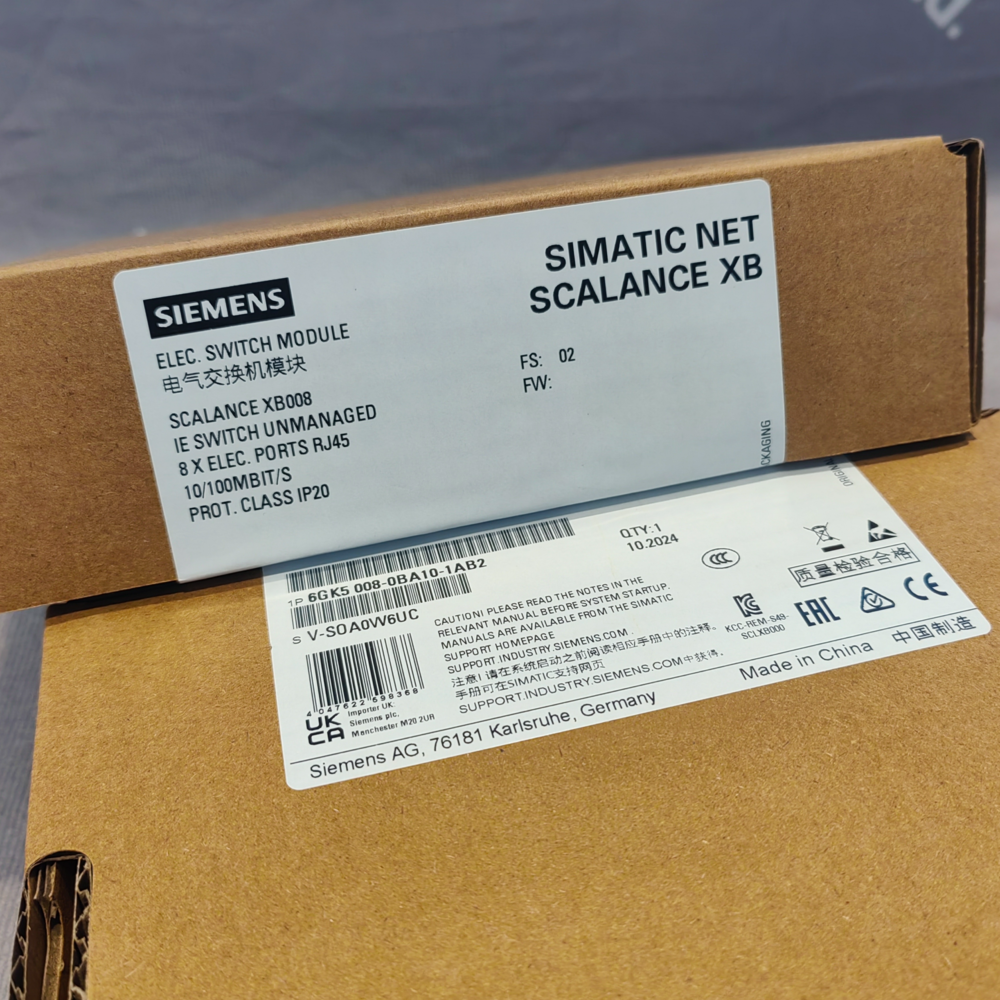 SIEMENS
SIMATIC NET
SCALANCE XB
ELEC. SWITCH MODULE
电气交换机模块
SCALANCE XB008
IE SWITCH UNMANAGED
8 X ELEC. PORTS RJ45
10/100MBIT/S
PROT. CLASS IP20
FS: 02
FW:
1P 6GK5 008-0BA10-1AB2
S V-SOA0W6UC
QTY:1
10.2024
CAUTION! PLEASE READ THE NOTES IN THE
RELEVANT MANUAL BEFORE SYSTEM STARTUP.
MANUALS ARE AVAILABLE FROM THE SIMATIC
SUPPORT HOMEPAGE
SUPPORT.INDUSTRY.SIEMENS.COM.
注意!请在系统启动之前阅读相应手册中的注释。
手册可在SIMATIC支持网页
SUPPORT.INDUSTRY.SIEMENS.COM中获得。
CCC
质量检验合格
KCC-REM-S49-
SCLXB000
EAC
CE
中国制造
Made in China
4 047622 598368
UK
CA
Importer UK:
Siemens plc,
Manchester M20 2UR
Siemens AG, 76181 Karlsruhe, Germany